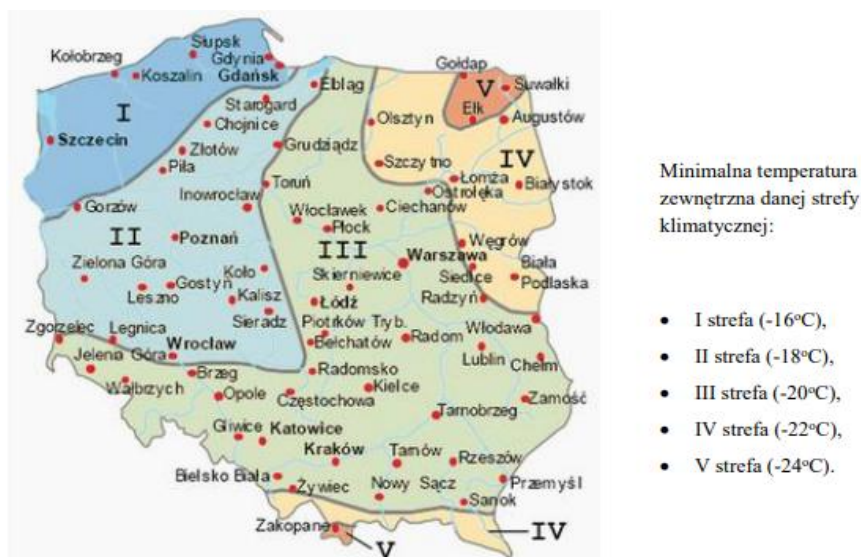 Słupsk
Kołobrzeg
Gdynia
Koszalin
Gdańsk
Elbląg
Gołdap
V
Suwałki
I
Starogard
Ełk
Chojnice
Olsztyn
Augustów
Szczecin
Złotów
Grudziądz
IV
Piła
Szczytno
Łomża
Inowrocław
Toruń
Ostrołęka
Białystok
Gorzów
Włocławek
Ciechanów
II
Poznań
Płock
III
Węgrów
Warszawa
Zielona Góra
Koło
Skierniewice
Siedlce
Biała
Podlaska
Gostyń
Leszno
Kalisz
Łódź
Radzyń
Zgorzelec
Legnica
Sieradz
Piotrków Tryb.
Włodawa
Wrocław
Bełchatów
Radom
Jelena Góra
Lublin
Chełm
Wałbrzych
Brzeg
Radomsko
Opole
Kielce
Częstochowa
Zamość
Tarnobrzeg
Gliwice
Katowice
Kraków
Tarnów
Rzeszów
Bielsko Biała
Przemyśl
Żywiec
Nowy Sącz
Sanok
Zakopane
V
IV
Minimalna temperatura
zewnętrzna danej strefy
klimatycznej:
• I strefa (-16°C),
• II strefa (-18°C),
• III strefa (-20°C),
• IV strefa (-22°C),
• V strefa (-24°C).